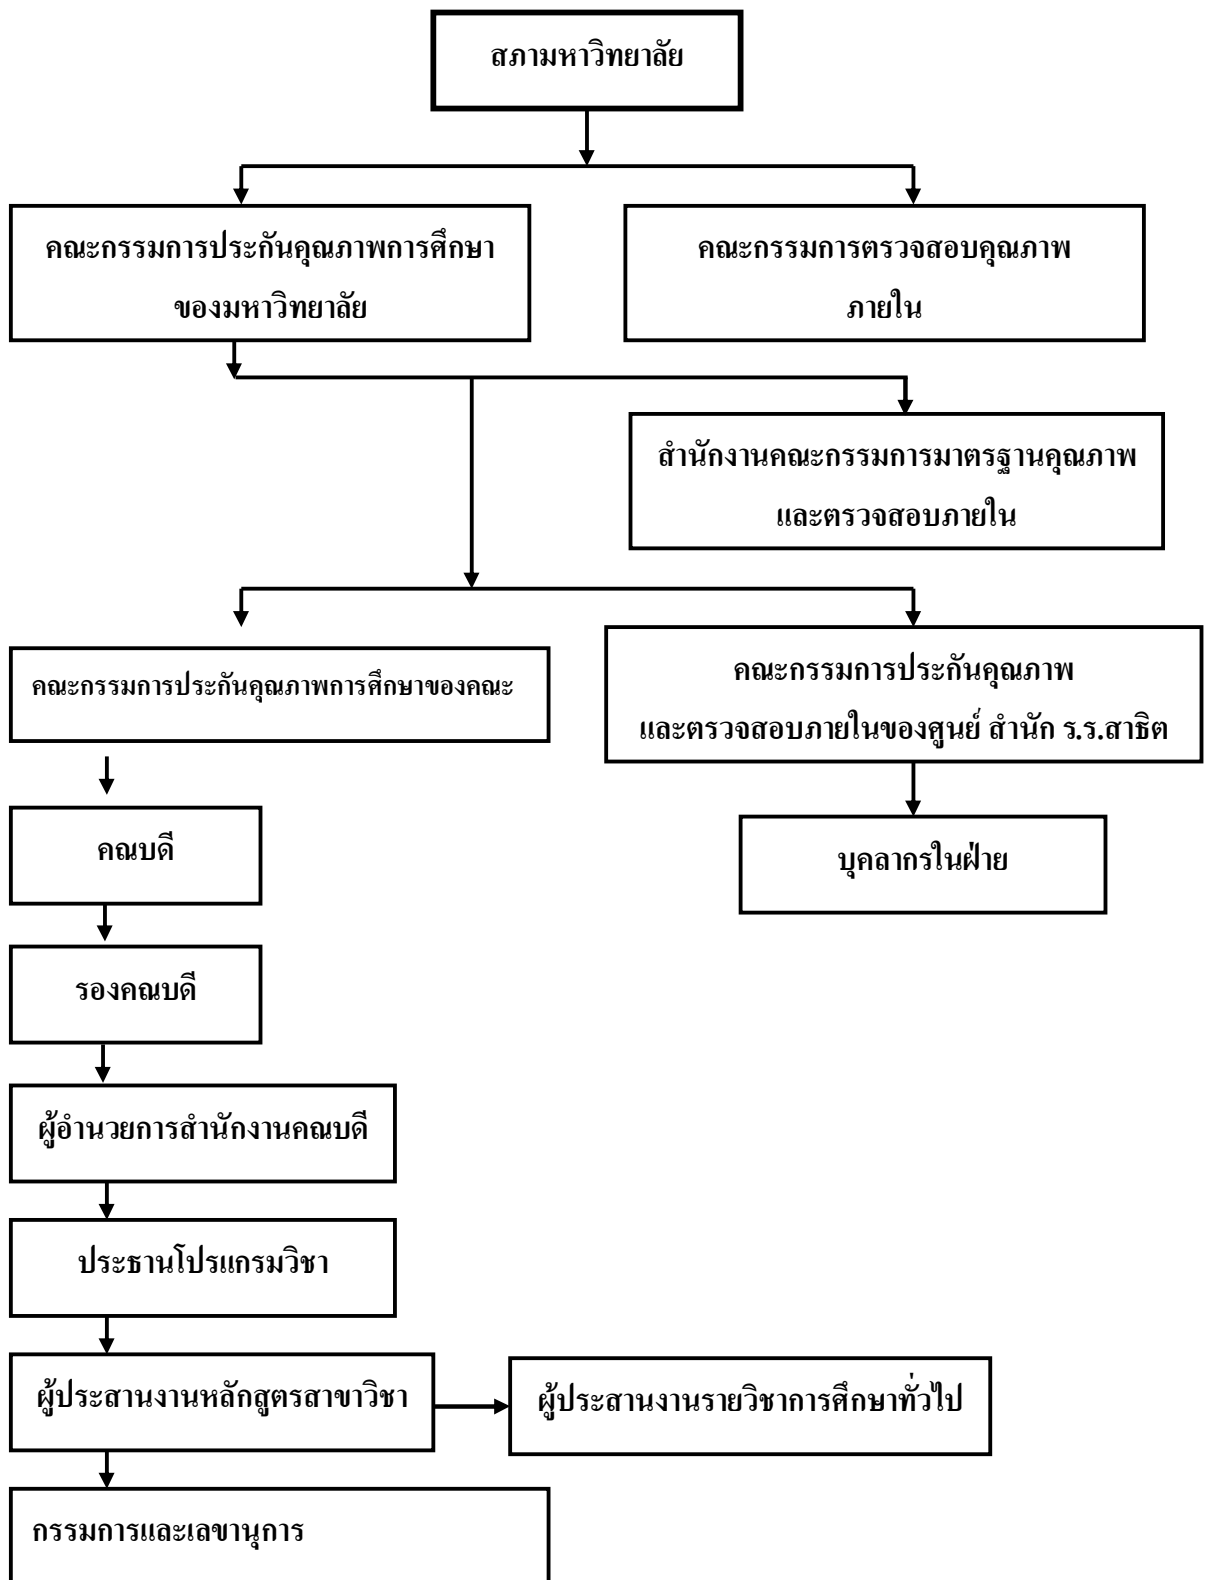 สภามหาวิทยาลัย
คณะกรรมการประกันคุณภาพการศึกษา
ของมหาวิทยาลัย
คณะกรรมการตรวจสอบคุณภาพ
ภายใน
สำนักงานคณะกรรมการมาตรฐานคุณภาพ
และตรวจสอบภายใน
คณะกรรมการประกันคุณภาพการศึกษาของคณะ
คณะกรรมการประกันคุณภาพ
และตรวจสอบภายในของศูนย์ สำนัก ร.ร.สาธิต
คณบดี
บุคลากรในฝ่าย
รองคณบดี
ผู้อำนวยการสำนักงานคณบดี
ประธานโปรแกรมวิชา
ผู้ประสานงานหลักสูตรสาขาวิชา
ผู้ประสานงานรายวิชาการศึกษาทั่วไป
กรรมการและเลขานุการ